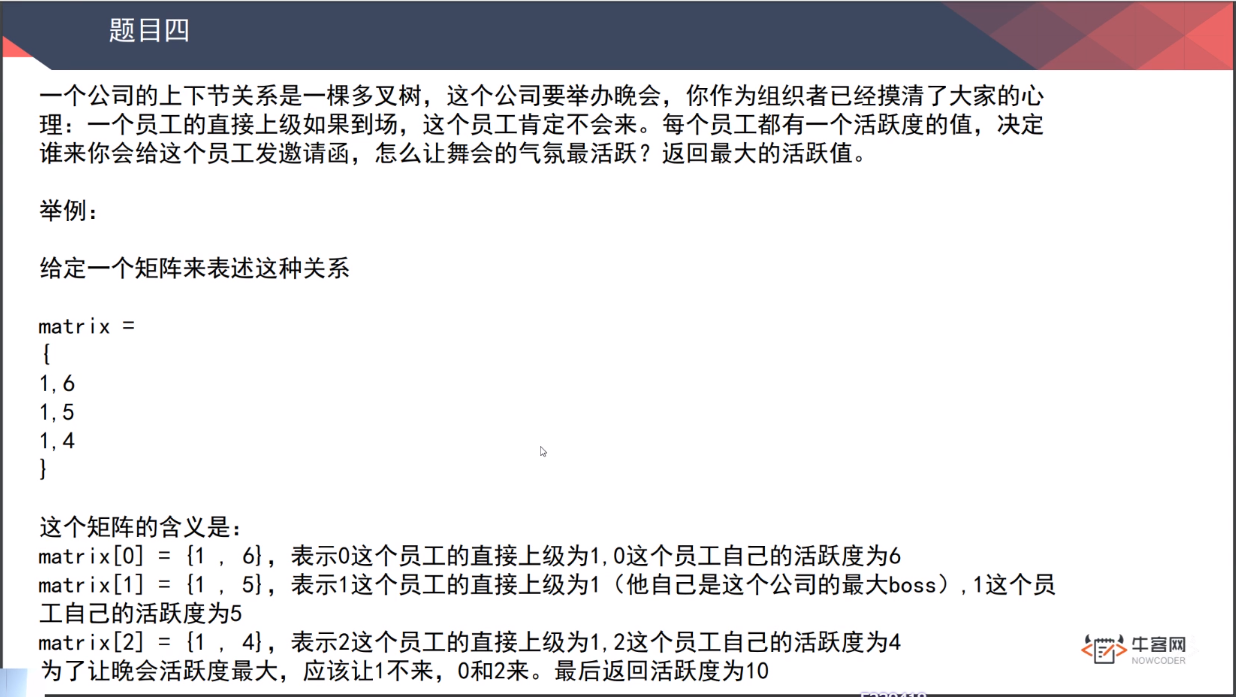 题目四
一个公司的上下节关系是一棵多叉树，这个公司要举办晚会，你作为组织者已经摸清了大家的心
理：一个员工的直接上级如果到场，这个员工肯定不会来。每个员工都有一个活跃度的值，决定
谁来你会给这个员工发邀请函，怎么让舞会的气氛最活跃？返回最大的活跃值。
举例：
给定一个矩阵来表述这种关系
matrix =
{
1,6
1,5
1,4
}
这个矩阵的含义是：
matrix[0] = {1 , 6}，表示0这个员工的直接上级为1,0这个员工自己的活跃度为6
matrix[1] = {1 , 5}，表示1这个员工的直接上级为1（他自己是这个公司的最大boss）,1这个员
工自己的活跃度为5
matrix[2] = {1 , 4}，表示2这个员工的直接上级为1,2这个员工自己的活跃度为4
为了让晚会活跃度最大，应该让1不来，0和2来。最后返回活跃度为10
牛客网
NOWCODER